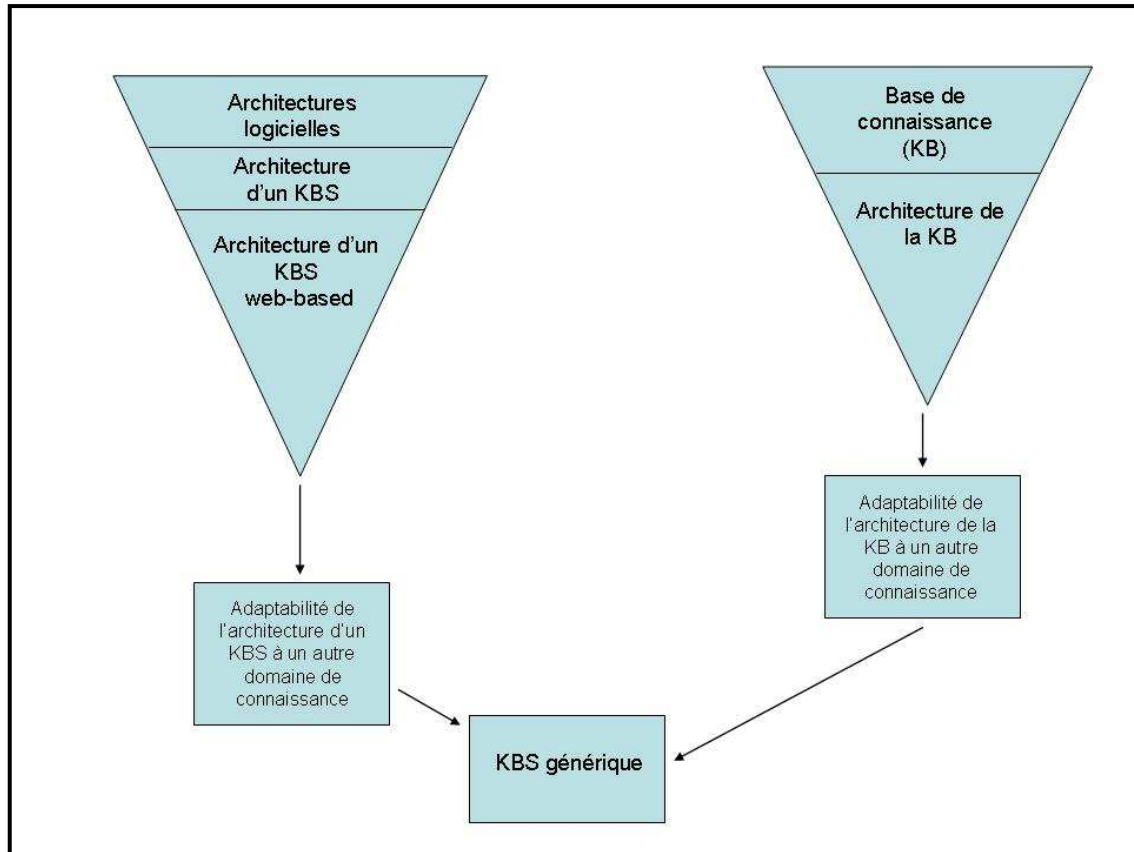 Architectures
logicielles
Architecture
d'un KBS
Architecture d'un
KBS
web-based
Adaptabilité de
l'architecture d'un
KBS à un autre
domaine de
connaissance
Base de
connaissance
(KB)
Architecture de
la KB
Adaptabilité de
l'architecture de la
KB à un autre
domaine de
connaissance
KBS générique